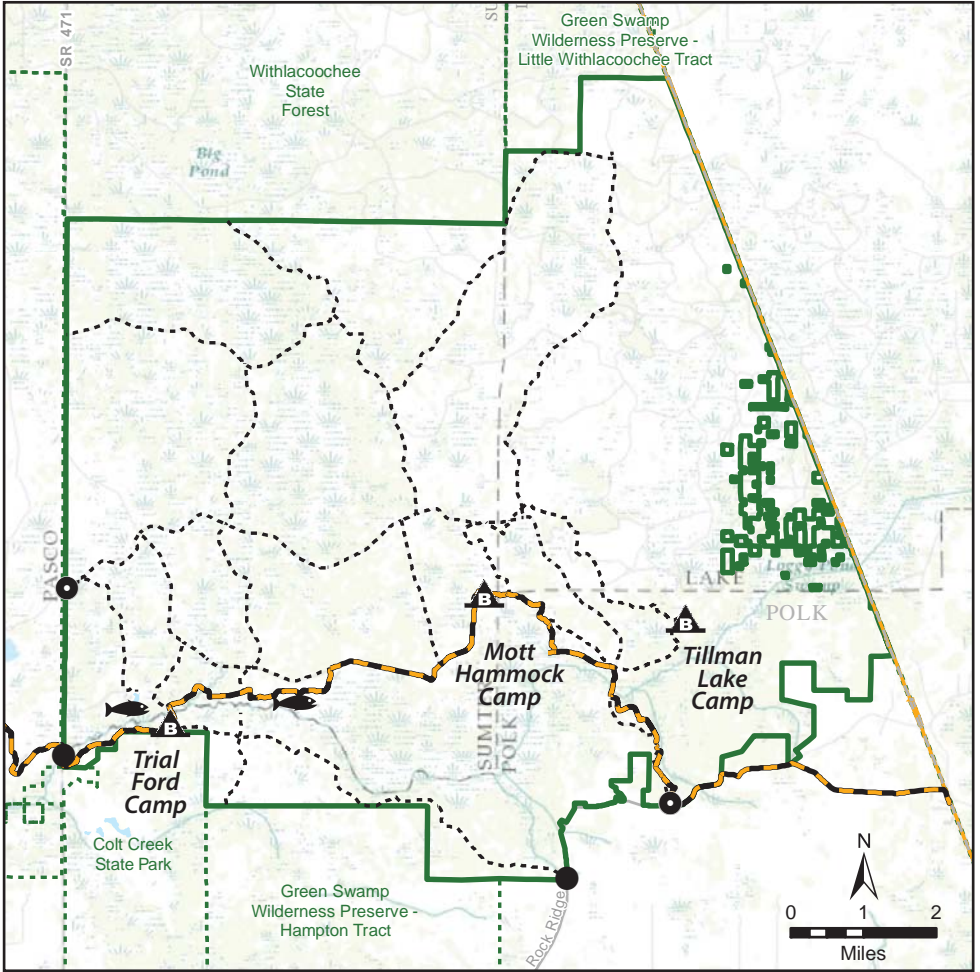 SR 471
SU
Green Swamp
Wilderness Preserve -
Little Withlacoochee Tract
Withlacoochee
State
Forest
Big
Pond
PASCO
LAKE
POLK
B
B
Mott
Hammock
Camp
Tillman
Lake
Camp
SUMTER
POLK
B
Trial
Ford
Camp
Colt Creek
State Park
Green Swamp
Wilderness Preserve -
Hampton Tract
Rock Ridge
N
0 1 2
Miles